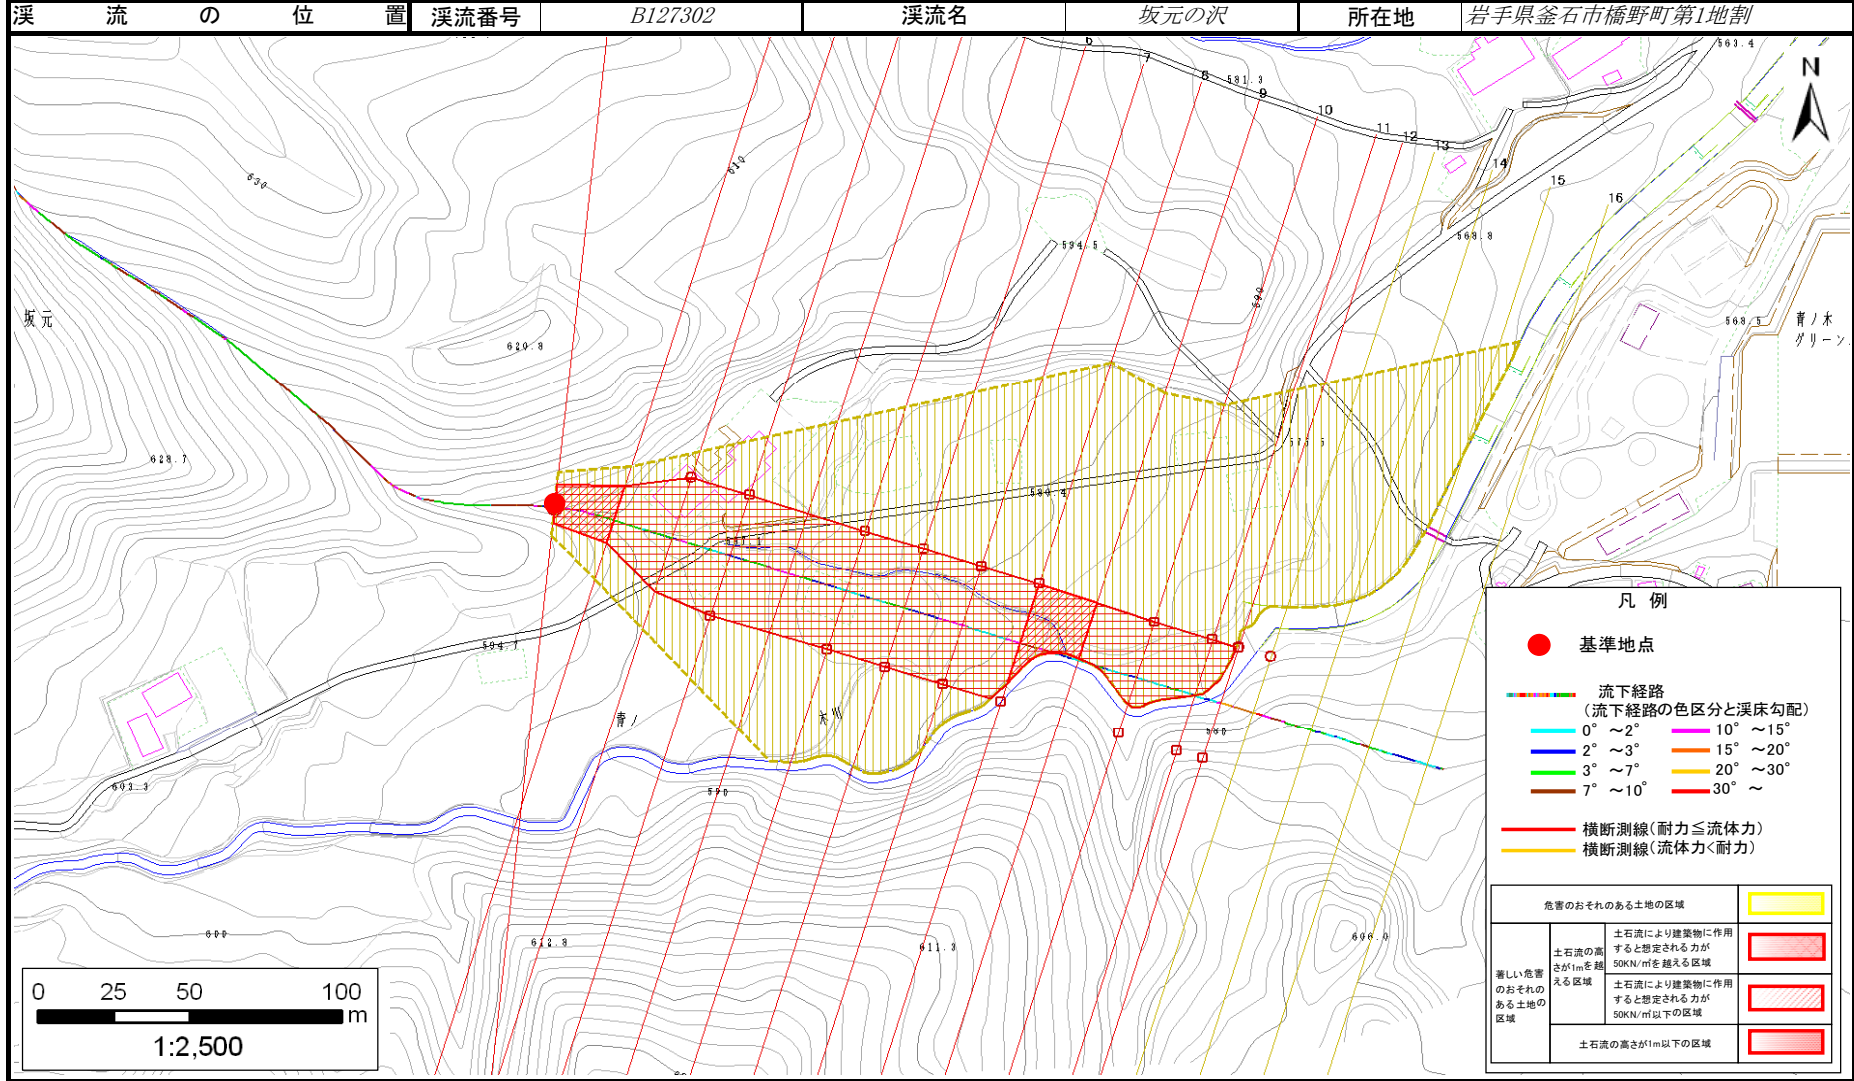 渓流の位置 渓流番号 B127302 渓流名 坂元の沢 所在地 岩手県釜石市橋野町第1地割
6
7
8
581.3
9
10
11
12
13
14
15
16
563.4
N
630
610
594.5
590
568.8
568.5
青ノ木
グリーン
坂元
620.8
628.7
575.5
580.4
587.1
594.7
青ノ
木川
580
603.3
590
600
612.8
611.3
606.0
0 25 50 100
m
1:2,500
凡例
基準地点
流下経路
(流下経路の色区分と渓床勾配)
0° ~2° 10° ~15°
2° ~3° 15° ~20°
3° ~7° 20° ~30°
7° ~10° 30° ~
横断測線(耐力≦流体力)
横断測線(流体力<耐力)
危害のおそれのある土地の区域
著しい危害
のおそれの
ある土地の
区域
土石流の高
さが1mを越
える区域
土石流により建築物に作用
すると想定される力が
50KN/㎡を越える区域
土石流により建築物に作用
すると想定される力が
50KN/㎡以下の区域
土石流の高さが1m以下の区域